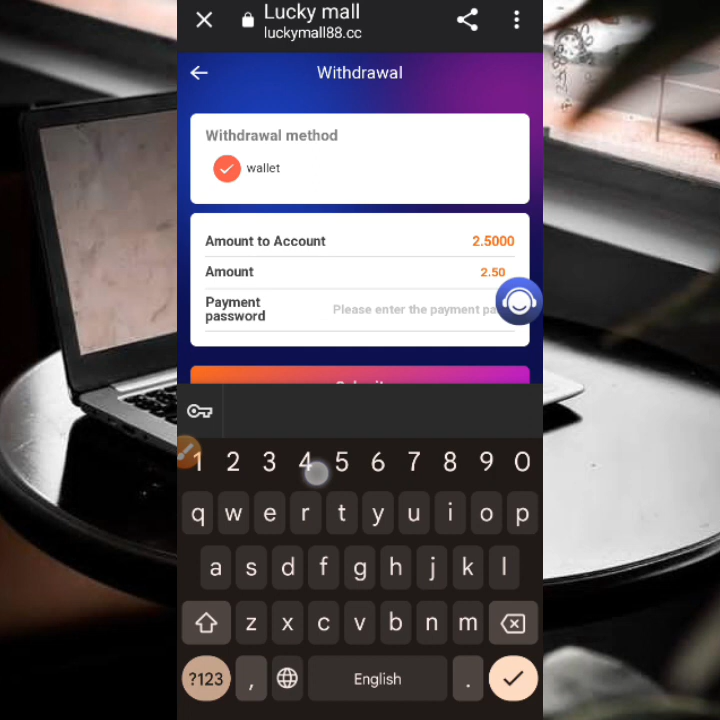 Lucky mall
luckymall88.cc
Withdrawal
Withdrawal method
wallet
Amount to Account 2.5000
Amount 2.50
Payment password Please enter the payment pa
1 2 3 4 5 6 7 8 9 0
q w e r t y u i o p
a s d f g h j k l
z x c v b n m
?123 , English .